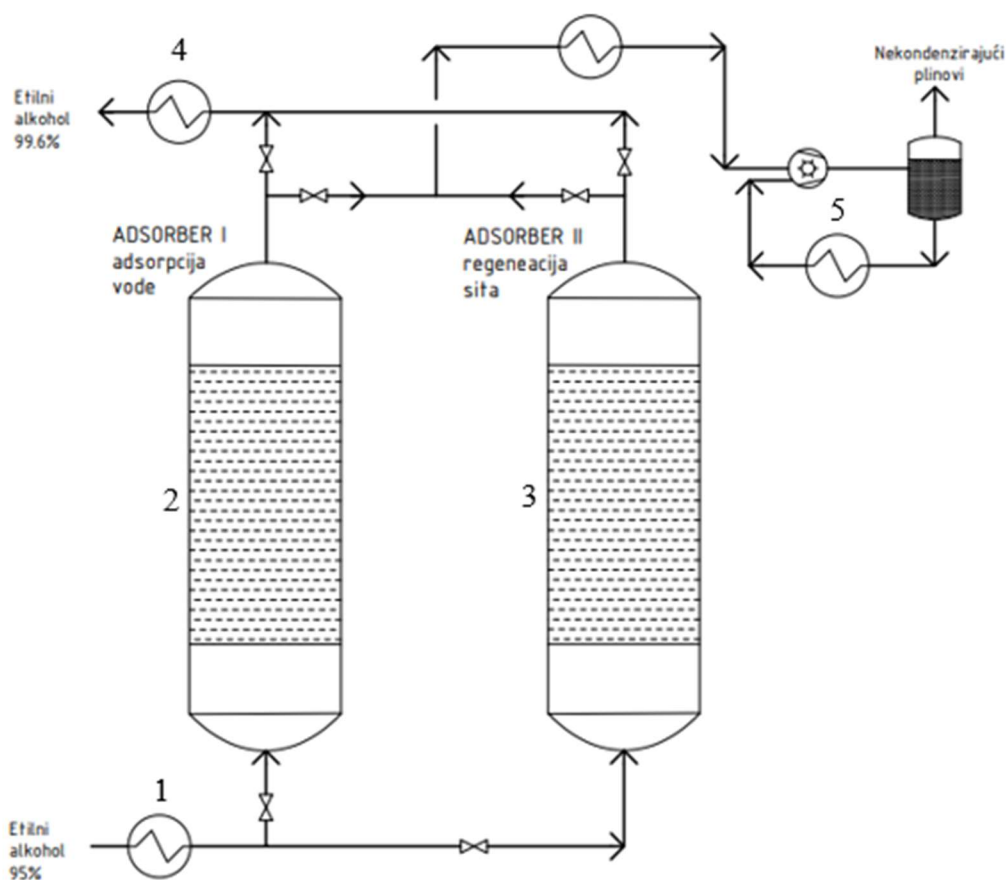 4
Etilni
alkohol
99.6%
Nekondenzirajući
plinovi
5
ADSORBER I
adsorpcija
vode
ADSORBER II
regeneacija
sita
2
3
1
Etilni
alkohol
95%